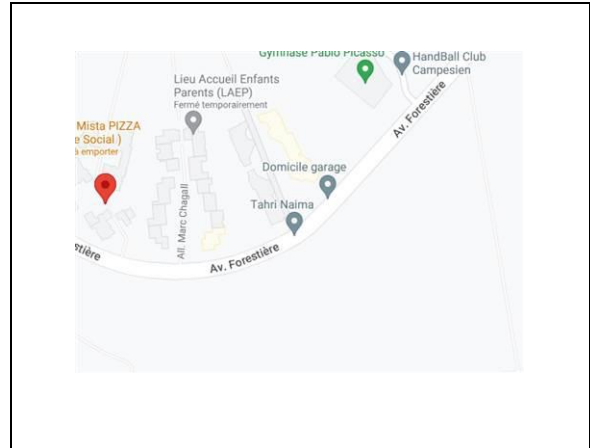 Gymnase Pablo Picasso
HandBall Club
Campesien
Lieu Accueil Enfants
Parents (LAEP)
Fermé temporairement
Av. Forestière
Mista PIZZA
e Social )
à emporter
Domicile garage
Tahri Naima
All. Marc Chagall
stière
Av. Forestière